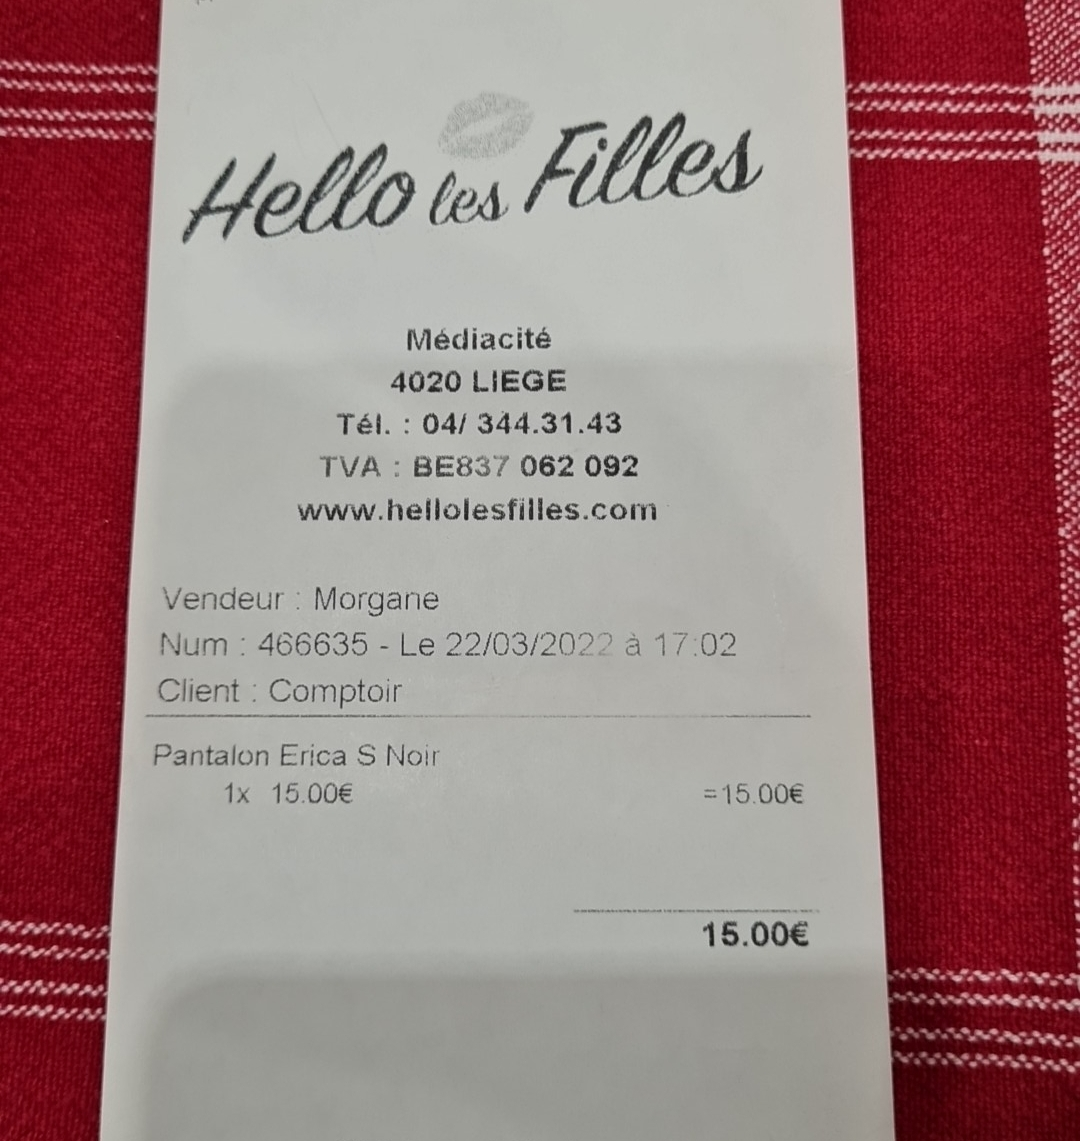 Hello les Filles
Médiacité
4020 LIEGE
Tél. : 04/ 344.31.43
TVA : BE837 062 092
www.hellolesfilles.com
Vendeur : Morgane
Num : 466635 - Le 22/03/2022 à 17:02
Client : Comptoir
Pantalon Erica S Noir
1x 15.00€ =15.00€
15.00€